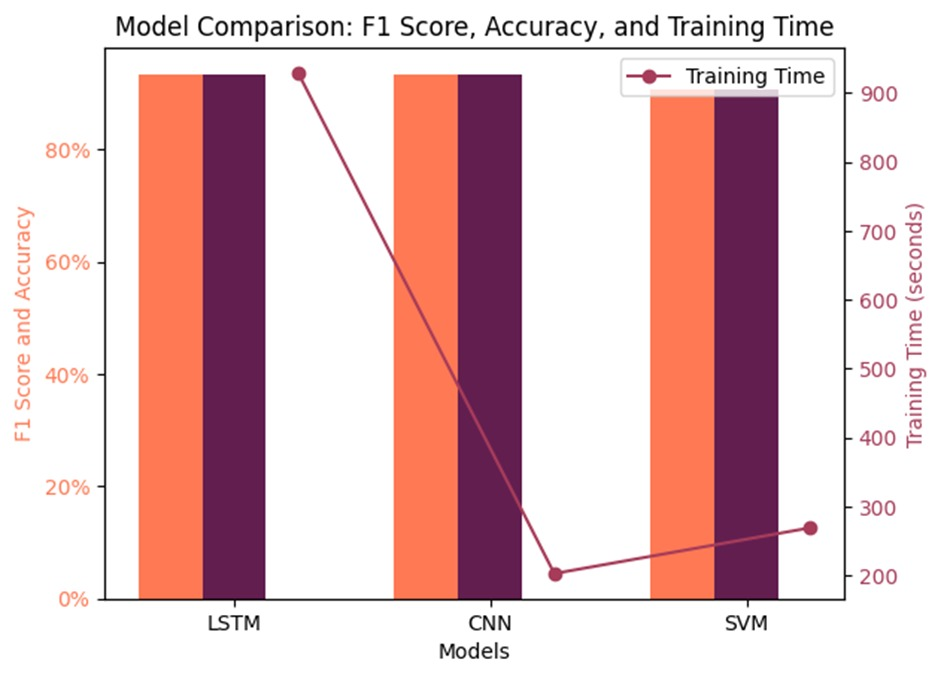 Model Comparison: F1 Score, Accuracy, and Training Time
Training Time
F1 Score and Accuracy
80%
60%
40%
20%
0%
900
800
700
600
500
400
300
200
Training Time (seconds)
LSTM CNN SVM
Models